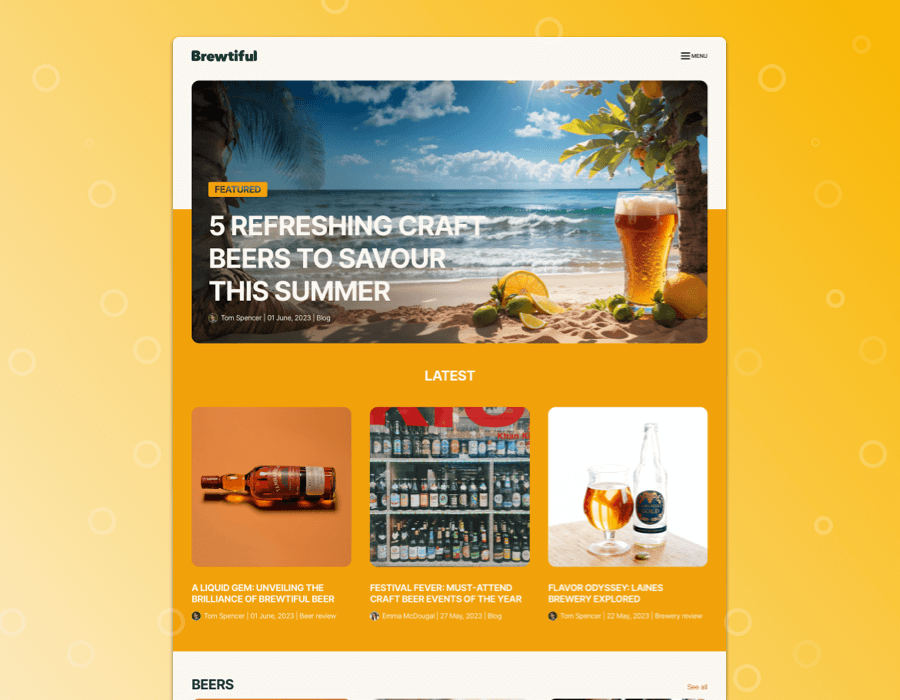 Brewtiful
MENU
FEATURED
5 REFRESHING CRAFT
BEERS TO SAVOUR
THIS SUMMER
Tom Spencer | 01 June, 2023 | Blog
LATEST
A LIQUID GEM: UNVEILING THE
BRILLIANCE OF BREWTIFUL BEER
Tom Spencer | 01 June, 2023 | Beer review
FESTIVAL FEVER: MUST-ATTEND
CRAFT BEER EVENTS OF THE YEAR
Emma McDougal | 27 May, 2023 | Blog
FLAVOR ODYSSEY: LAINES
BREWERY EXPLORED
Tom Spencer | 22 May, 2023 | Brewery review
BEERS
See all